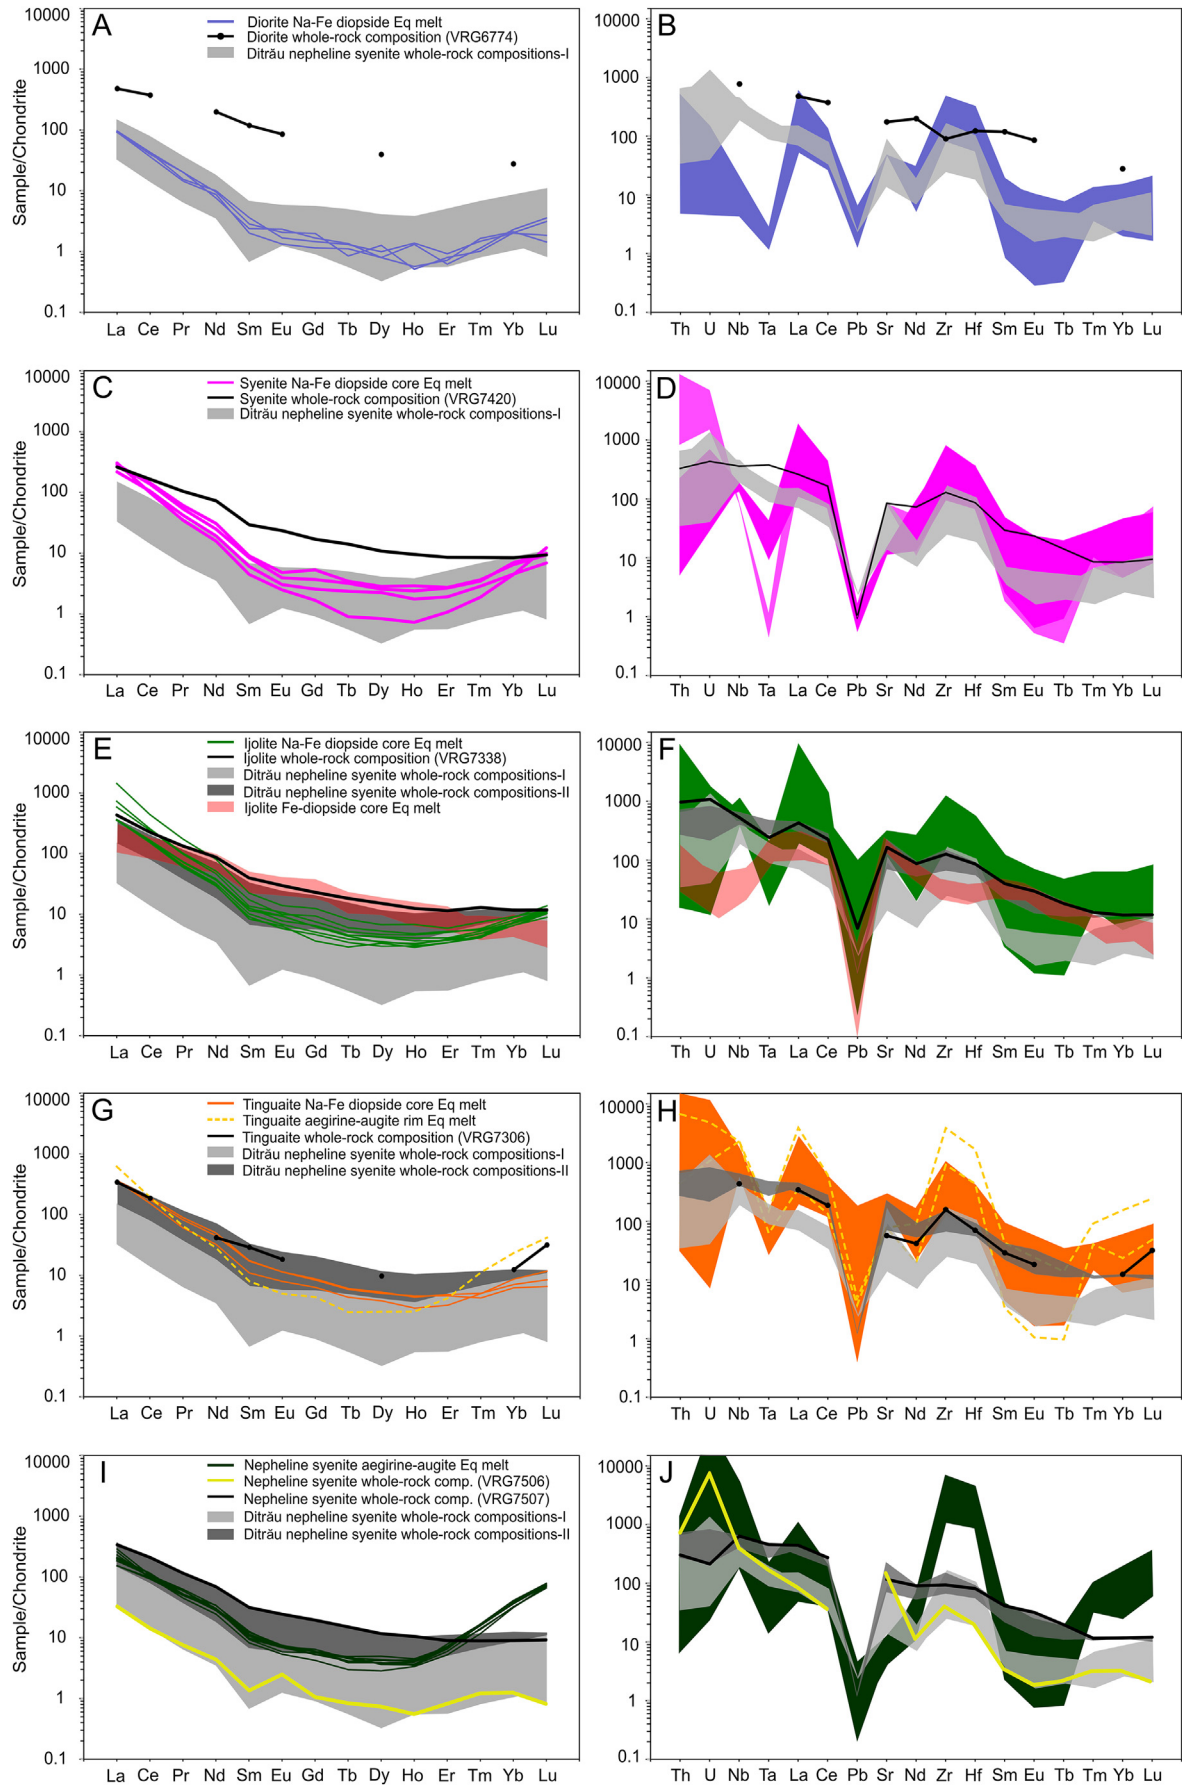 A
Diorite Na-Fe diopside Eq melt
Diorite whole-rock composition (VRG6774)
Ditrău nepheline syenite whole-rock compositions-I
Sample/Chondrite
10000
1000
100
10
1
0.1
La Ce Pr Nd Sm Eu Gd Tb Dy Ho Er Tm Yb Lu
B
10000
1000
100
10
1
0.1
Th U Nb Ta La Ce Pb Sr Nd Zr Hf Sm Eu Tb Tm Yb Lu
C
Syenite Na-Fe diopside core Eq melt
Syenite whole-rock composition (VRG7420)
Ditrău nepheline syenite whole-rock compositions-I
Sample/Chondrite
10000
1000
100
10
1
0.1
La Ce Pr Nd Sm Eu Gd Tb Dy Ho Er Tm Yb Lu
D
10000
1000
100
10
1
0.1
Th U Nb Ta La Ce Pb Sr Nd Zr Hf Sm Eu Tb Tm Yb Lu
E
Ijolite Na-Fe diopside core Eq melt
Ijolite whole-rock composition (VRG7338)
Ditrău nepheline syenite whole-rock compositions-I
Ditrău nepheline syenite whole-rock compositions-II
Ijolite Fe-diopside core Eq melt
Sample/Chondrite
10000
1000
100
10
1
0.1
La Ce Pr Nd Sm Eu Gd Tb Dy Ho Er Tm Yb Lu
F
10000
1000
100
10
1
0.1
Th U Nb Ta La Ce Pb Sr Nd Zr Hf Sm Eu Tb Tm Yb Lu
G
Tinguaite Na-Fe diopside core Eq melt
Tinguaite aegirine-augite rim Eq melt
Tinguaite whole-rock composition (VRG7306)
Ditrău nepheline syenite whole-rock compositions-I
Ditrău nepheline syenite whole-rock compositions-II
Sample/Chondrite
10000
1000
100
10
1
0.1
La Ce Pr Nd Sm Eu Gd Tb Dy Ho Er Tm Yb Lu
H
10000
1000
100
10
1
0.1
Th U Nb Ta La Ce Pb Sr Nd Zr Hf Sm Eu Tb Tm Yb Lu
I
Nepheline syenite aegirine-augite Eq melt
Nepheline syenite whole-rock comp. (VRG7506)
Nepheline syenite whole-rock comp. (VRG7507)
Ditrău nepheline syenite whole-rock compositions-I
Ditrău nepheline syenite whole-rock compositions-II
Sample/Chondrite
10000
1000
100
10
1
0.1
La Ce Pr Nd Sm Eu Gd Tb Dy Ho Er Tm Yb Lu
J
10000
1000
100
10
1
0.1
Th U Nb Ta La Ce Pb Sr Nd Zr Hf Sm Eu Tb Tm Yb Lu